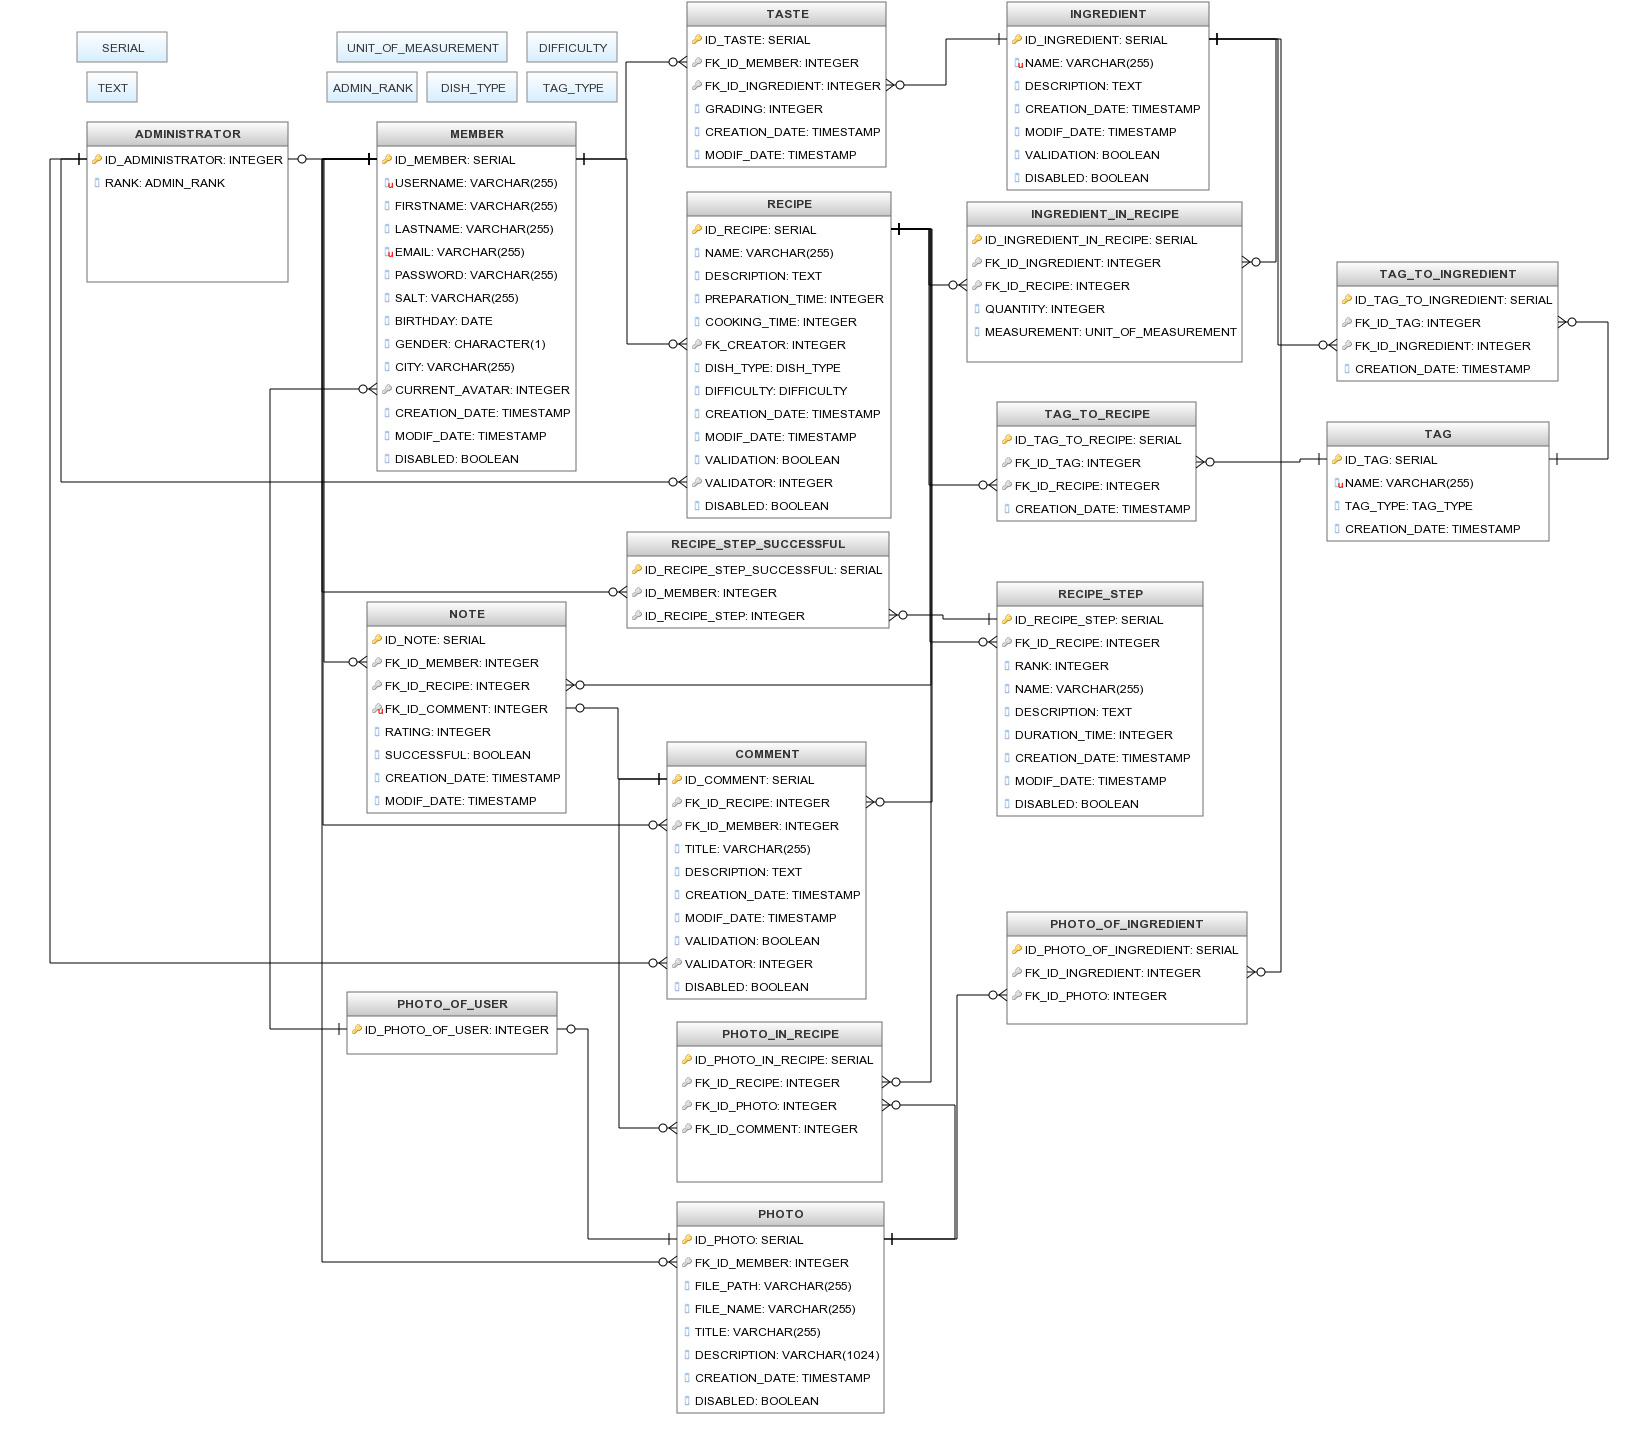 SERIAL
TEXT
UNIT_OF_MEASUREMENT
DIFFICULTY
ADMIN_RANK
DISH_TYPE
TAG_TYPE
ADMINISTRATOR
ID_ADMINISTRATOR: INTEGER
RANK: ADMIN_RANK
MEMBER
ID_MEMBER: SERIAL
USERNAME: VARCHAR(255)
FIRSTNAME: VARCHAR(255)
LASTNAME: VARCHAR(255)
EMAIL: VARCHAR(255)
PASSWORD: VARCHAR(255)
SALT: VARCHAR(255)
BIRTHDAY: DATE
GENDER: CHARACTER(1)
CITY: VARCHAR(255)
CURRENT_AVATAR: INTEGER
CREATION_DATE: TIMESTAMP
MODIF_DATE: TIMESTAMP
DISABLED: BOOLEAN
TASTE
ID_TASTE: SERIAL
FK_ID_MEMBER: INTEGER
FK_ID_INGREDIENT: INTEGER
GRADING: INTEGER
CREATION_DATE: TIMESTAMP
MODIF_DATE: TIMESTAMP
INGREDIENT
ID_INGREDIENT: SERIAL
NAME: VARCHAR(255)
DESCRIPTION: TEXT
CREATION_DATE: TIMESTAMP
MODIF_DATE: TIMESTAMP
VALIDATION: BOOLEAN
DISABLED: BOOLEAN
RECIPE
ID_RECIPE: SERIAL
NAME: VARCHAR(255)
DESCRIPTION: TEXT
PREPARATION_TIME: INTEGER
COOKING_TIME: INTEGER
FK_CREATOR: INTEGER
DISH_TYPE: DISH_TYPE
DIFFICULTY: DIFFICULTY
CREATION_DATE: TIMESTAMP
MODIF_DATE: TIMESTAMP
VALIDATION: BOOLEAN
VALIDATOR: INTEGER
DISABLED: BOOLEAN
INGREDIENT_IN_RECIPE
ID_INGREDIENT_IN_RECIPE: SERIAL
FK_ID_INGREDIENT: INTEGER
FK_ID_RECIPE: INTEGER
QUANTITY: INTEGER
MEASUREMENT: UNIT_OF_MEASUREMENT
TAG_TO_INGREDIENT
ID_TAG_TO_INGREDIENT: SERIAL
FK_ID_TAG: INTEGER
FK_ID_INGREDIENT: INTEGER
CREATION_DATE: TIMESTAMP
TAG_TO_RECIPE
ID_TAG_TO_RECIPE: SERIAL
FK_ID_TAG: INTEGER
FK_ID_RECIPE: INTEGER
CREATION_DATE: TIMESTAMP
TAG
ID_TAG: SERIAL
NAME: VARCHAR(255)
TAG_TYPE: TAG_TYPE
CREATION_DATE: TIMESTAMP
RECIPE_STEP_SUCCESSFUL
ID_RECIPE_STEP_SUCCESSFUL: SERIAL
ID_MEMBER: INTEGER
ID_RECIPE_STEP: INTEGER
RECIPE_STEP
ID_RECIPE_STEP: SERIAL
FK_ID_RECIPE: INTEGER
RANK: INTEGER
NAME: VARCHAR(255)
DESCRIPTION: TEXT
DURATION_TIME: INTEGER
CREATION_DATE: TIMESTAMP
MODIF_DATE: TIMESTAMP
DISABLED: BOOLEAN
NOTE
ID_NOTE: SERIAL
FK_ID_MEMBER: INTEGER
FK_ID_RECIPE: INTEGER
FK_ID_COMMENT: INTEGER
RATING: INTEGER
SUCCESSFUL: BOOLEAN
CREATION_DATE: TIMESTAMP
MODIF_DATE: TIMESTAMP
COMMENT
ID_COMMENT: SERIAL
FK_ID_RECIPE: INTEGER
FK_ID_MEMBER: INTEGER
TITLE: VARCHAR(255)
DESCRIPTION: TEXT
CREATION_DATE: TIMESTAMP
MODIF_DATE: TIMESTAMP
VALIDATION: BOOLEAN
VALIDATOR: INTEGER
DISABLED: BOOLEAN
PHOTO_OF_INGREDIENT
ID_PHOTO_OF_INGREDIENT: SERIAL
FK_ID_INGREDIENT: INTEGER
FK_ID_PHOTO: INTEGER
PHOTO_OF_USER
ID_PHOTO_OF_USER: INTEGER
PHOTO_IN_RECIPE
ID_PHOTO_IN_RECIPE: SERIAL
FK_ID_RECIPE: INTEGER
FK_ID_PHOTO: INTEGER
FK_ID_COMMENT: INTEGER
PHOTO
ID_PHOTO: SERIAL
FK_ID_MEMBER: INTEGER
FILE_PATH: VARCHAR(255)
FILE_NAME: VARCHAR(255)
TITLE: VARCHAR(255)
DESCRIPTION: VARCHAR(1024)
CREATION_DATE: TIMESTAMP
DISABLED: BOOLEAN